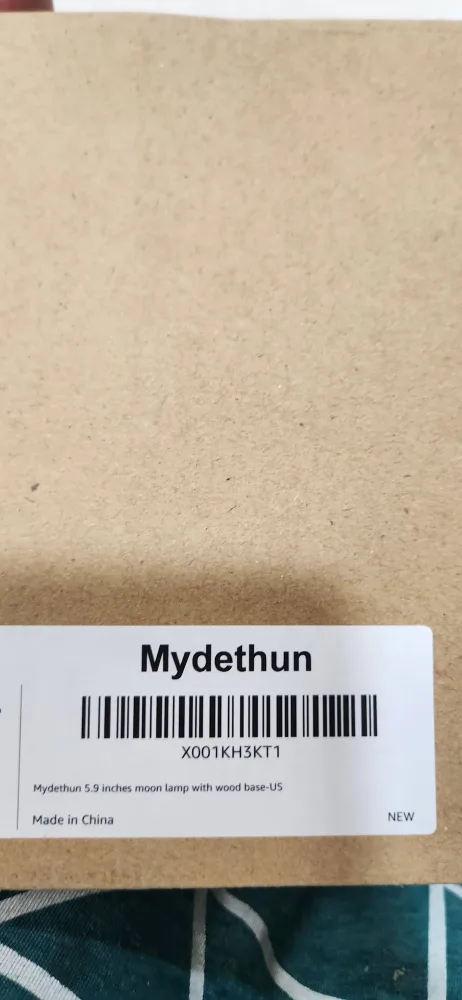 Mydethun
X001KH3KT1
Mydethun 5.9 inches moon lamp with wood base-US
Made in China
NEW